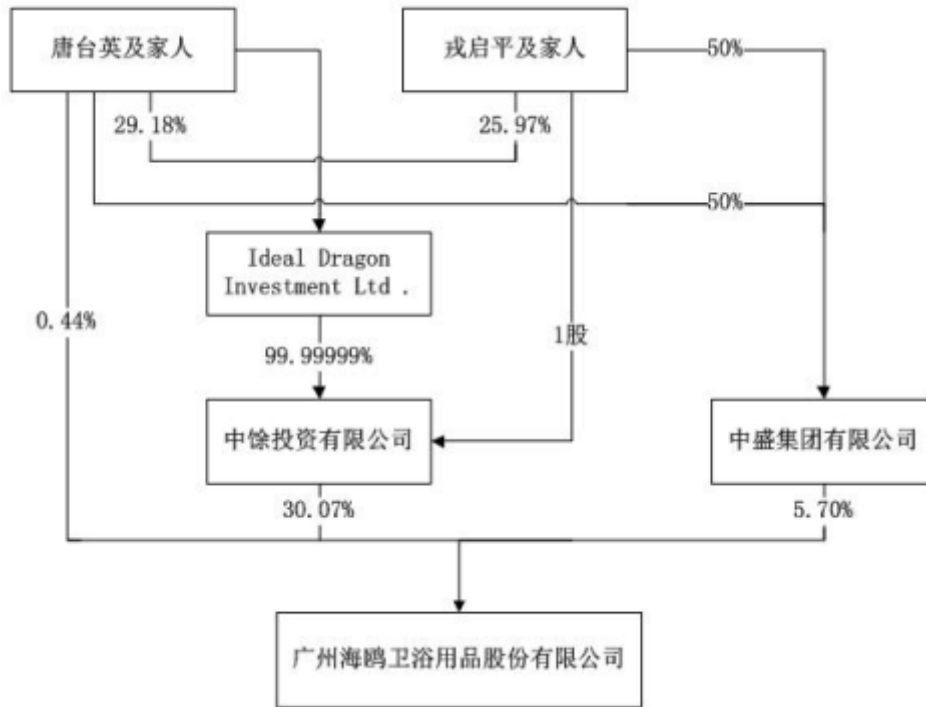 唐台英及家人
戎启平及家人
50%
29.18%
25.97%
50%
Ideal Dragon
Investment Ltd .
0.44%
1股
99.99999%
中馀投资有限公司
中盛集团有限公司
30.07%
5.70%
广州海鸥卫浴用品股份有限公司